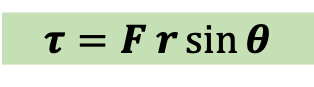 τ = F r sin θ